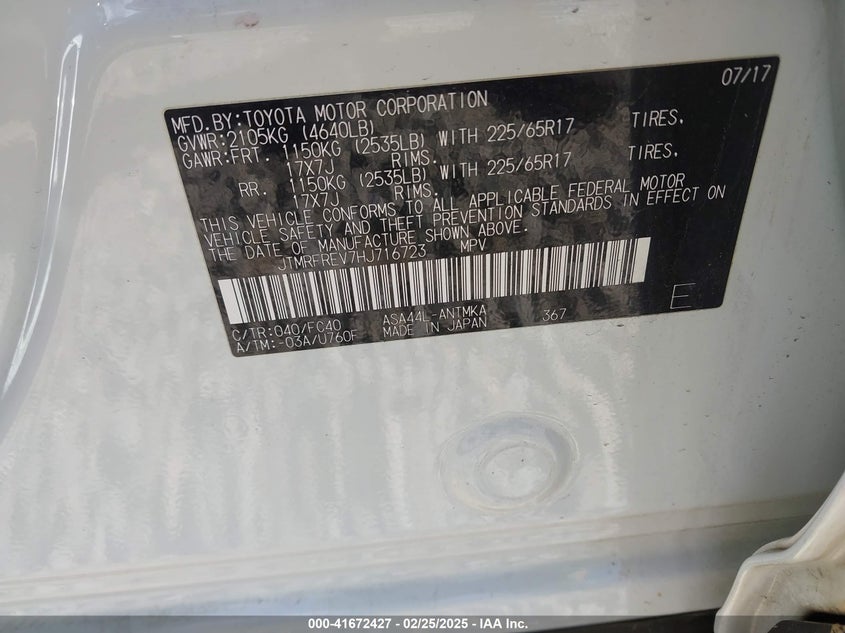 07/17
MFD.BY:TOYOTA MOTOR CORPORATION
GVWR:2105KG (4640LB)
GAWR:FRT. 1150KG (2535LB) WITH 225/65R17 TIRES,
17X7J RIMS.
RR. 1150KG (2535LB) WITH 225/65R17 TIRES,
17X7J RIMS.
THIS VEHICLE CONFORMS TO ALL APPLICABLE FEDERAL MOTOR
VEHICLE SAFETY AND THEFT PREVENTION STANDARDS IN EFFECT ON
THE DATE OF MANUFACTURE SHOWN ABOVE.
JTMRFREV7HJ716723 MPV
E
C/TR:040/FC40 ASA44L-ANTMKA 367
A/TM:-03A/U760F MADE IN JAPAN
000-41672427 - 02/25/2025 - IAA Inc.